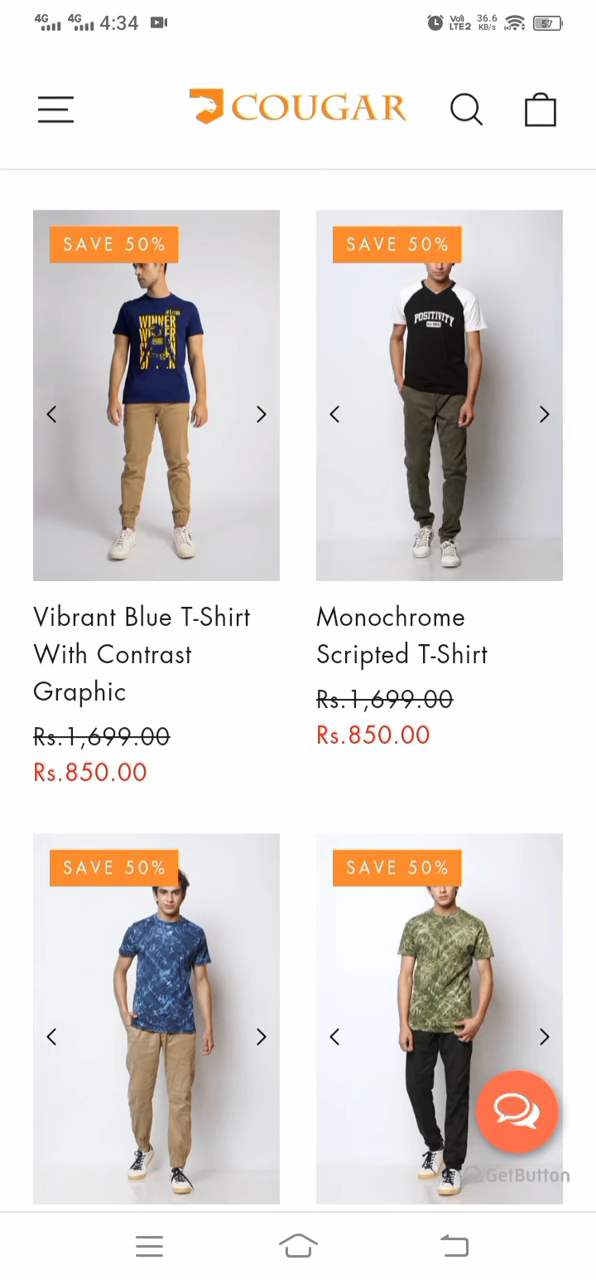 4G 4G 4:34
VoLTE2 36.6 KB/s 57
COUGAR
SAVE 50%
SAVE 50%
WINNER
POSITIVITY
Vibrant Blue T-Shirt
With Contrast
Graphic
Rs.1,699.00
Rs.850.00
Monochrome
Scripted T-Shirt
Rs.1,699.00
Rs.850.00
SAVE 50%
SAVE 50%
GetButton